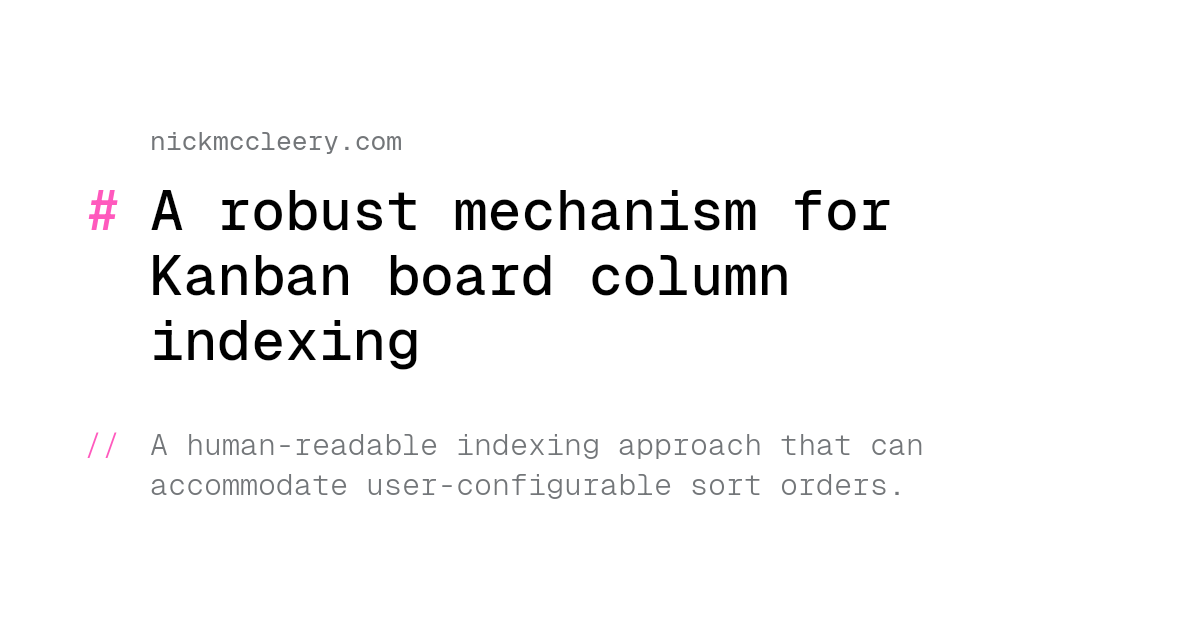 nickmccleery.com
# A robust mechanism for
Kanban board column
indexing
// A human-readable indexing approach that can
accommodate user-configurable sort orders.